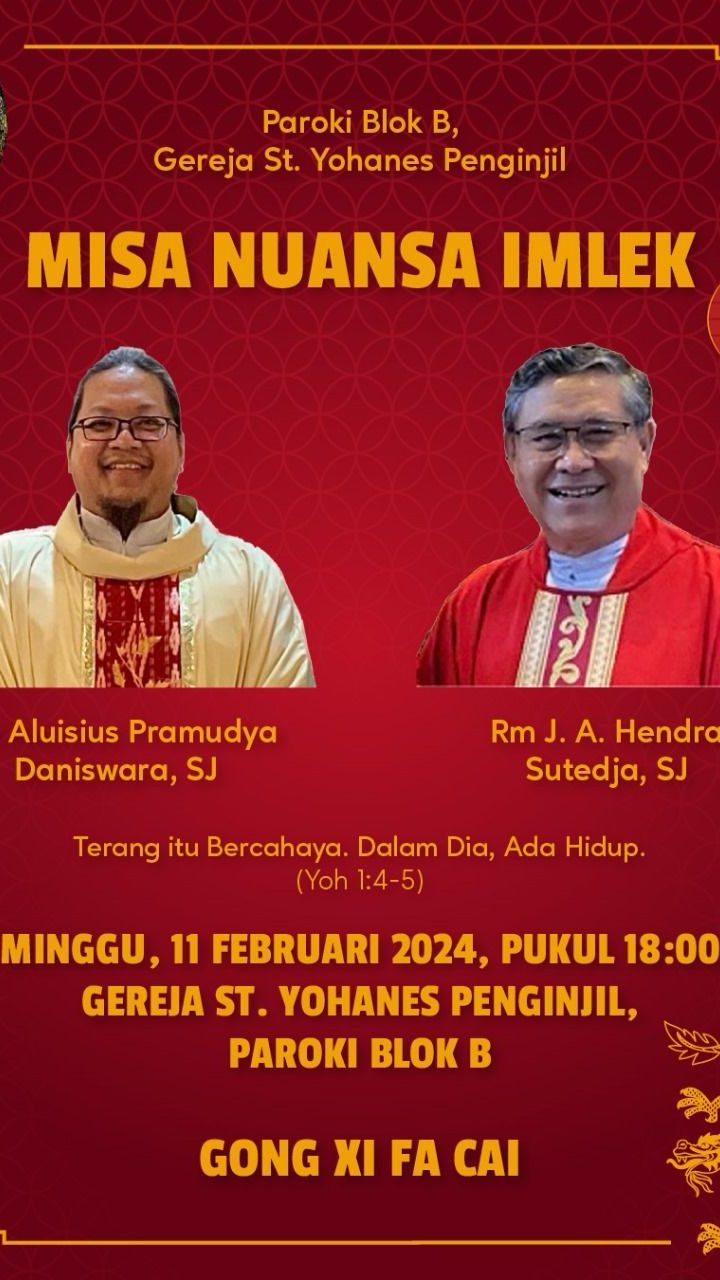 Paroki Blok B,
Gereja St. Yohanes Penginjil
MISA NUANSA IMLEK
Aluisius Pramudya
Daniswara, SJ
Rm J. A. Hendra
Sutedja, SJ
Terang itu Bercahaya. Dalam Dia, Ada Hidup.
(Yoh 1:4-5)
MINGGU, 11 FEBRUARI 2024, PUKUL 18:00
GEREJA ST. YOHANES PENGINJIL,
PAROKI BLOK B
GONG XI FA CAI